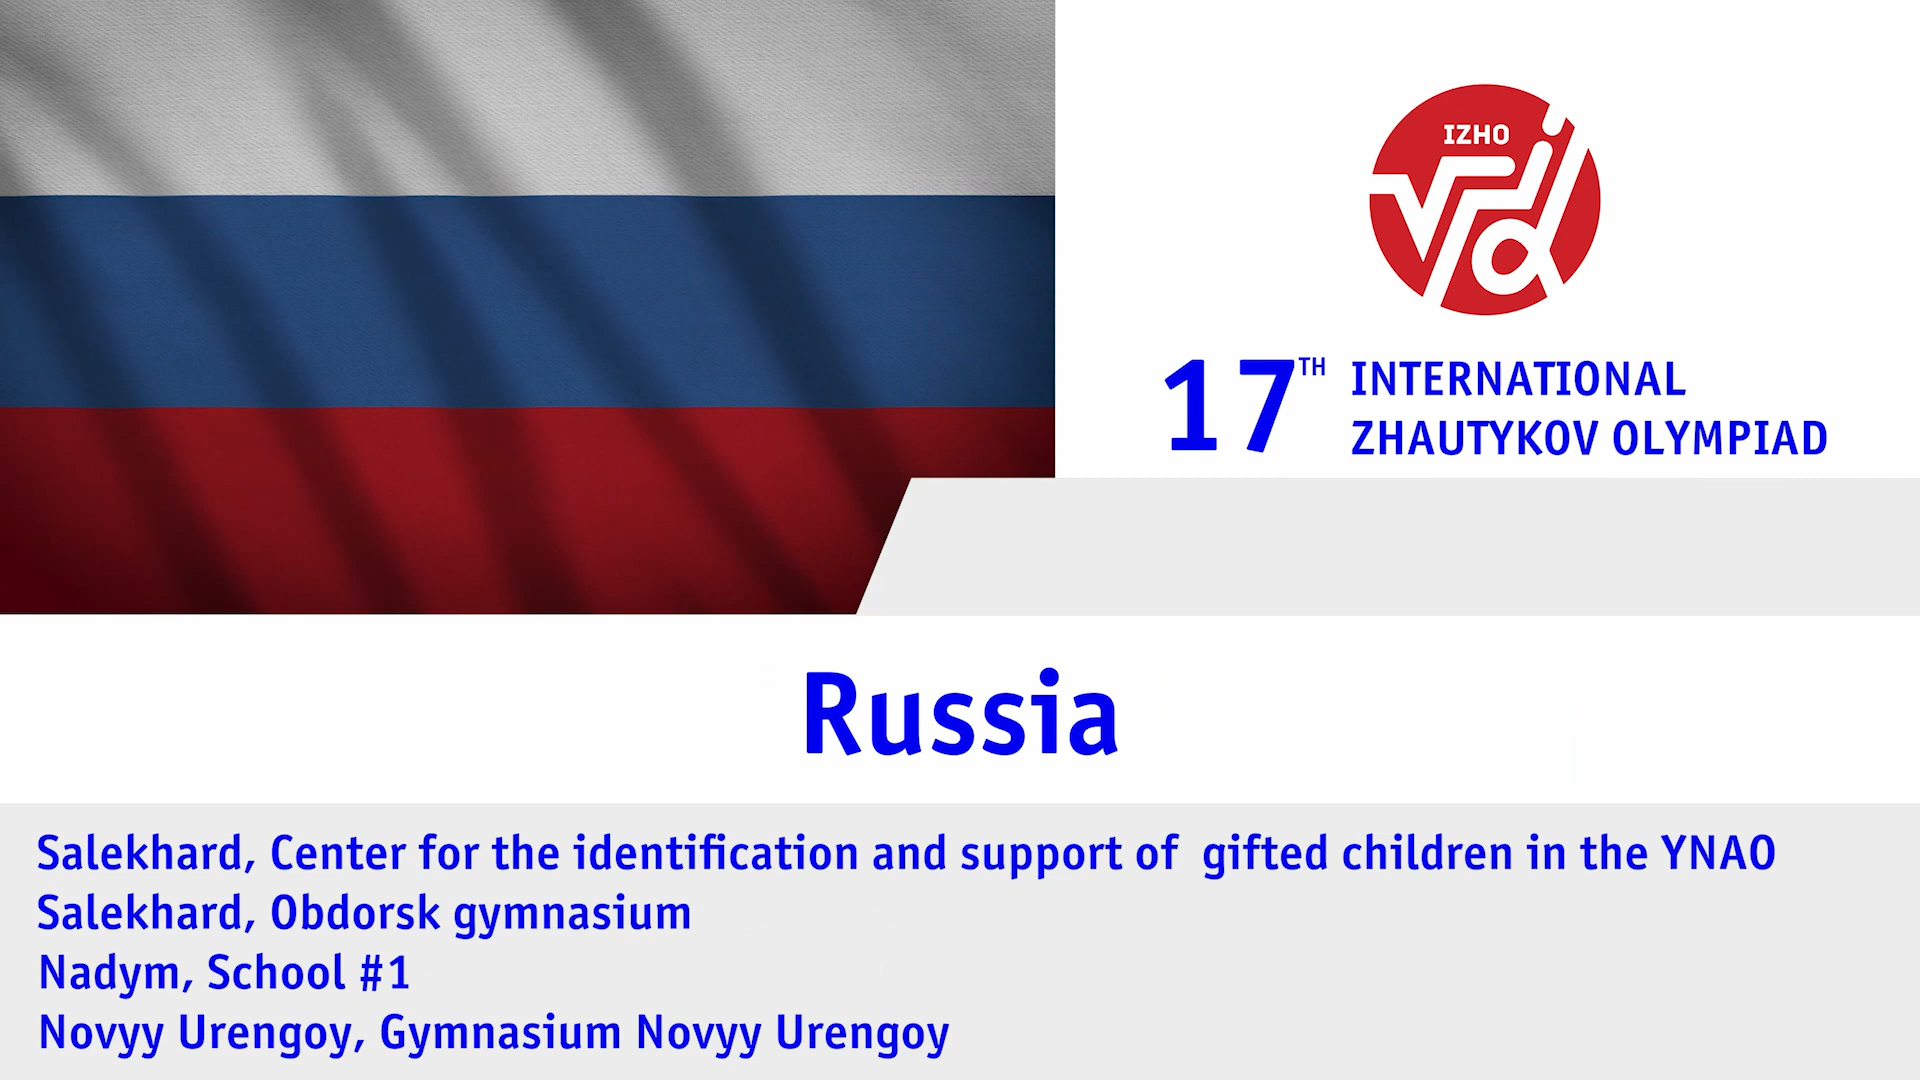 IZHO
17TH INTERNATIONAL
ZHAUTYKOV OLYMPIAD
Russia
Salekhard, Center for the identification and support of  gifted children in the YNAO
Salekhard, Obdorsk gymnasium
Nadym, School #1
Novyy Urengoy, Gymnasium Novyy Urengoy